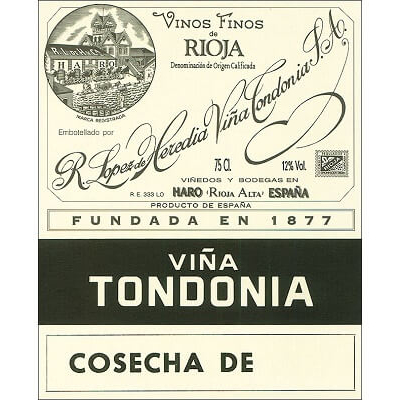 VINOS FINOS
de
RIOJA
Denominación de Origen Calificada
HARO
MARCA REGISTRADA
Embotellado por
R. Lopez de Heredia Viña Tondonia S.A.
75 Cl.
12% Vol.
VIÑEDOS Y BODEGAS EN
R.E. 333 LO
HARO (RIOJA ALTA) ESPAÑA
PRODUCTO DE ESPAÑA
FUNDADA EN 1877
VIÑA
TONDONIA
COSECHA DE